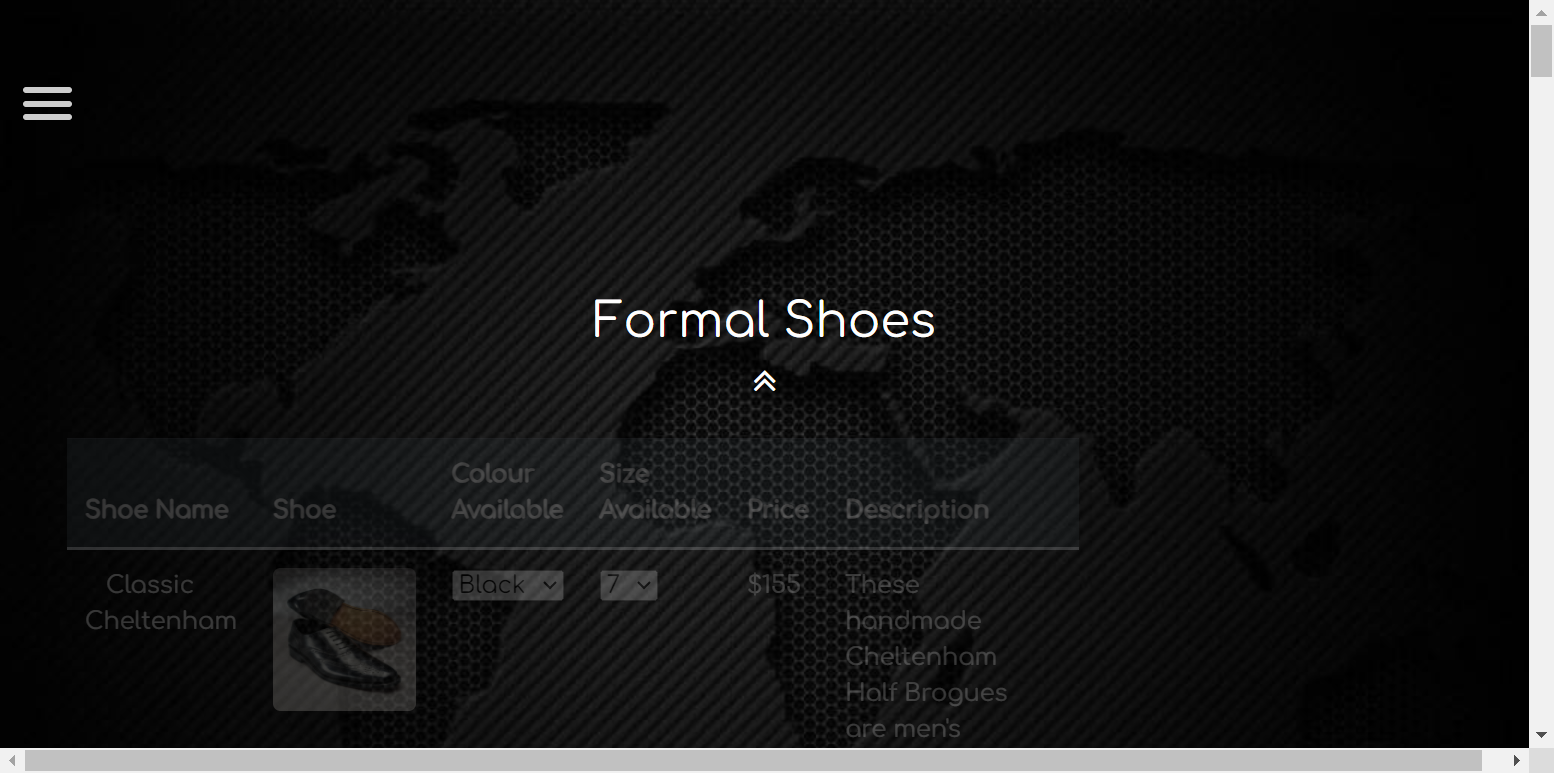 Formal Shoes
Shoe Name Shoe Colour Available Size Available Price Description
Classic Cheltenham Black 7 $155 These
handmade
Cheltenham
Half Brogues
are men's